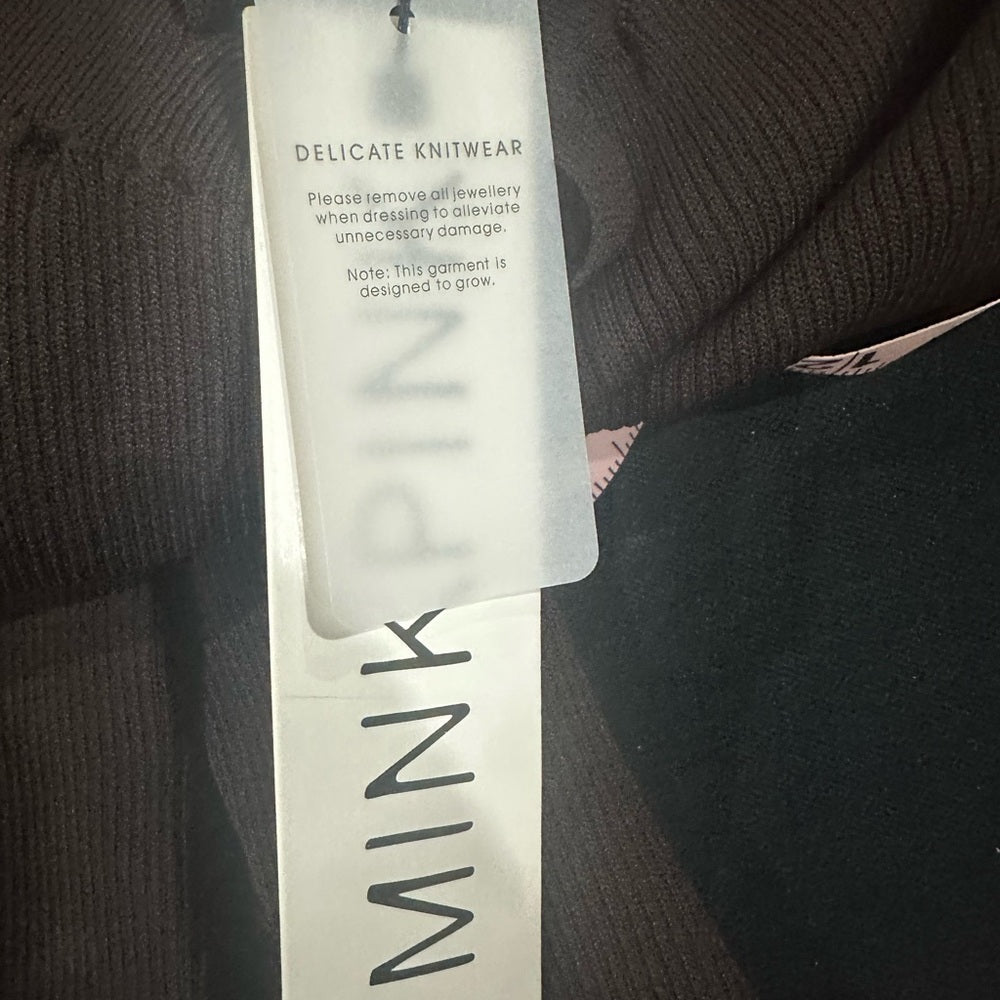 DELICATE KNITWEAR
Please remove all jewellery
when dressing to alleviate
unnecessary damage.
Note: This garment is
designed to grow.
MINKPINK